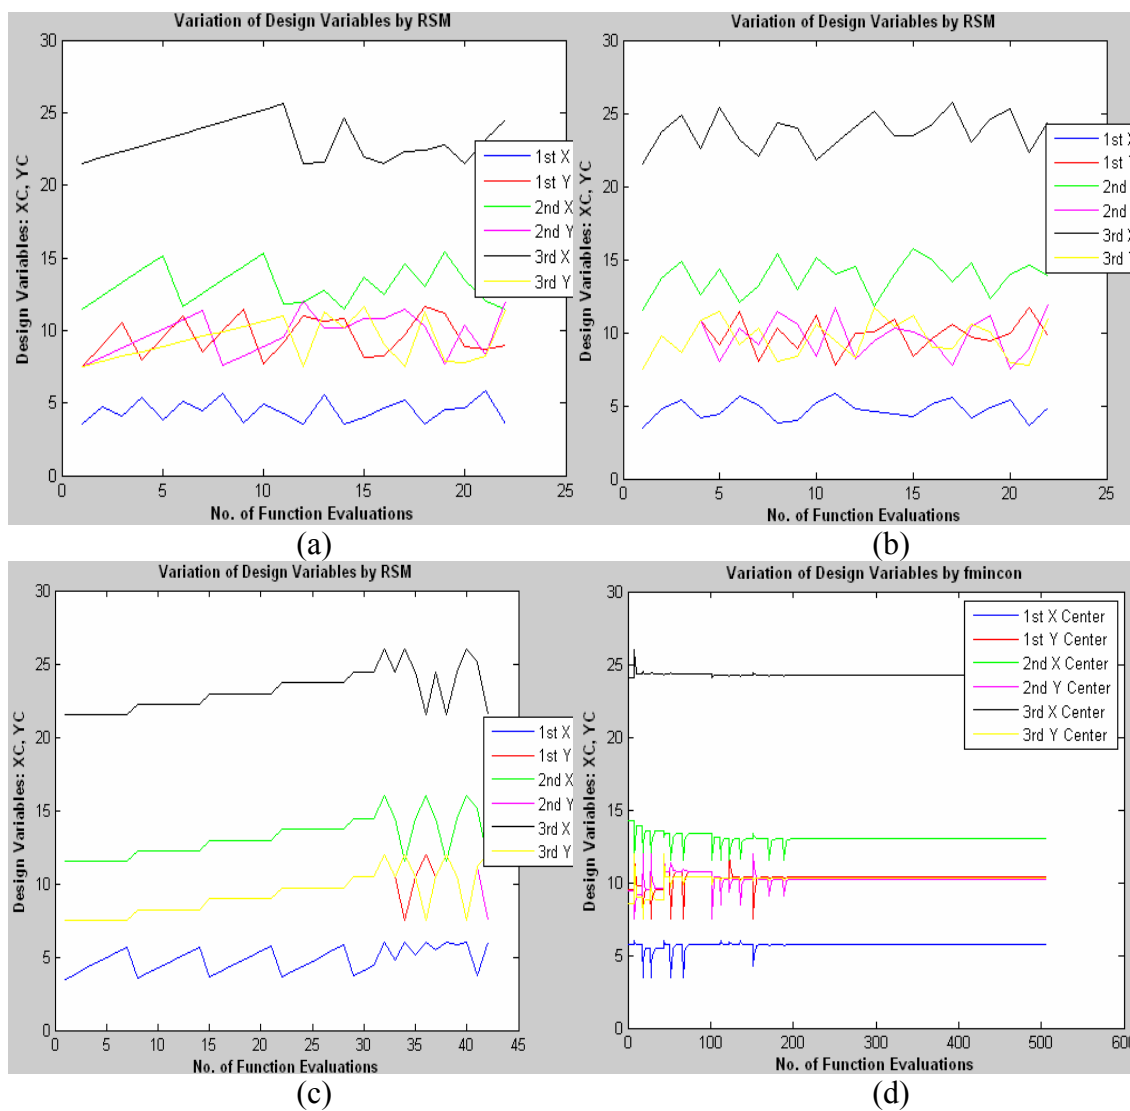 Variation of Design Variables by RSM
30
25
20
15
10
5
0
Design Variables: XC, YC
1st X
1st Y
2nd X
2nd Y
3rd X
3rd Y
0 5 10 15 20 25
No. of Function Evaluations
(a)
Variation of Design Variables by RSM
30
25
20
15
10
5
0
Design Variables: XC, YC
1st X
1st
2nd
2nd
3rd X
3rd
0 5 10 15 20 25
No. of Function Evaluations
(b)
Variation of Design Variables by RSM
30
25
20
15
10
5
0
Design Variables: XC, YC
1st X
1st Y
2nd X
2nd Y
3rd X
3rd Y
0 5 10 15 20 25 30 35 40 45
No. of Function Evaluations
(c)
Variation of Design Variables by fmincon
30
25
20
15
10
5
0
Design Variables: XC, YC
1st X Center
1st Y Center
2nd X Center
2nd Y Center
3rd X Center
3rd Y Center
0 100 200 300 400 500 600
No. of Function Evaluations
(d)